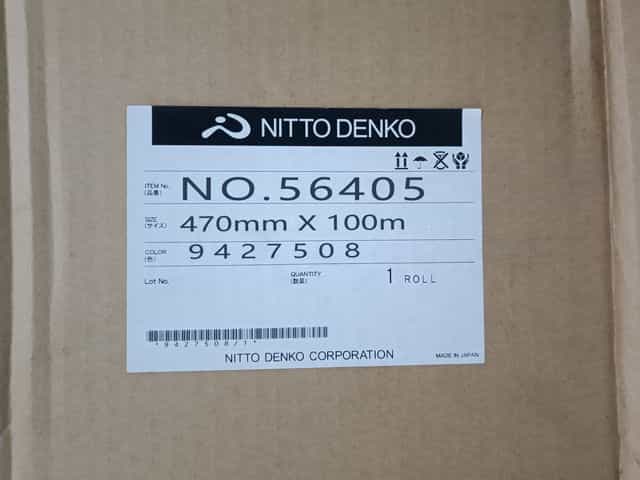 NITTO DENKO
ITEM No.
(品番)
NO.56405
SIZE
(サイズ)
470mm X 100m
COLOR
(色)
9427508
Lot No.
QUANTITY
(数量)
1 ROLL
*9427508/1*
NITTO DENKO CORPORATION
MADE IN JAPAN